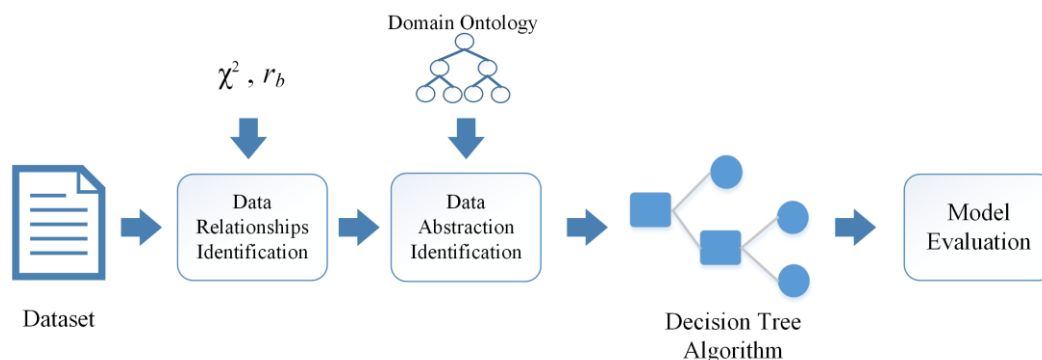 Domain Ontology
χ², r_b
Data
Relationships
Identification
Data
Abstraction
Identification
Model
Evaluation
Dataset
Decision Tree
Algorithm